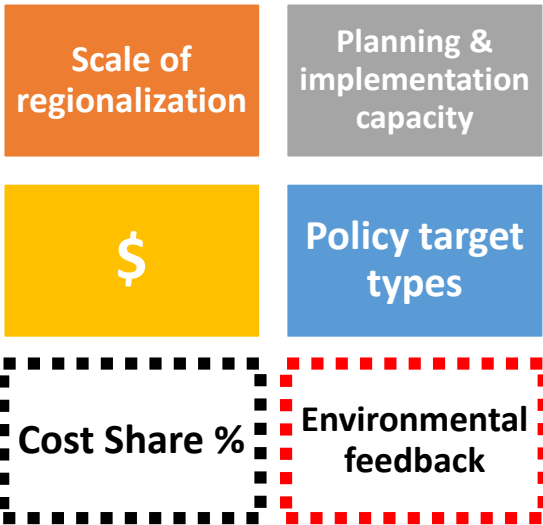 Scale of
regionalization
Planning &
implementation
capacity
$
Policy target
types
Cost Share %
Environmental
feedback